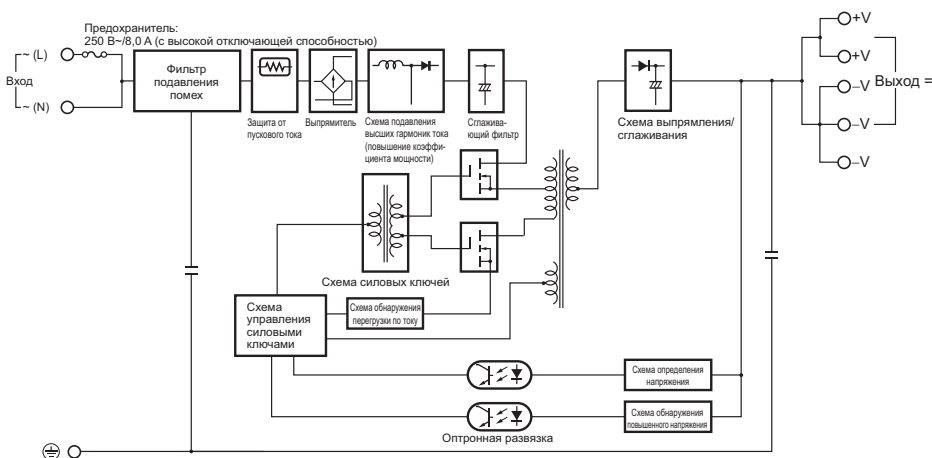 Предохранитель:
250 В~/8,0 А (с высокой отключающей способностью)
~ (L)
Вход
~ (N)
Фильтр
подавления
помех
Защита от
пускового тока
Выпрямитель
Схема подавления
высших гармоник тока
(повышение коэффи-
циента мощности)
Сглажива-
ющий фильтр
Схема выпрямления/
сглаживания
+V
+V
–V
–V
–V
Выход =
Схема силовых ключей
Схема
управления
силовыми
ключами
Схема обнаружения
перегрузки по току
Схема определения
напряжения
Схема обнаружения
повышенного напряжения
Оптронная развязка